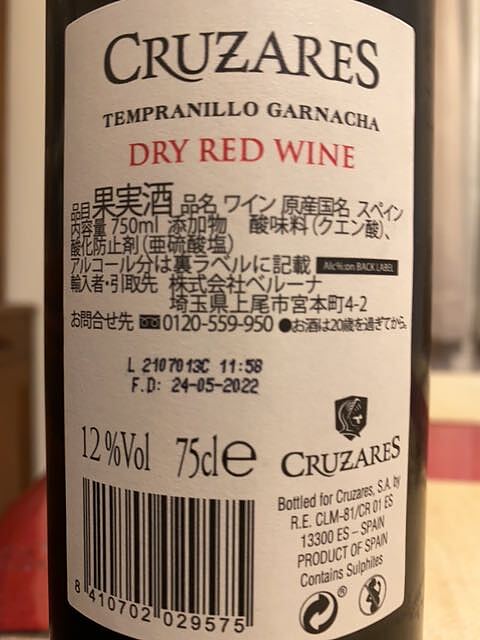 CRUZARES
TEMPRANILLO GARNACHA
DRY RED WINE
品目 果実酒 品名 ワイン 原産国名 スペイン
内容量 750ml 添加物 酸味料(クエン酸)、
酸化防止剤(亜硫酸塩)
アルコール分は裏ラベルに記載 Alc%:on BACK LABEL
輸入者・引取先 株式会社ベルーナ
埼玉県上尾市宮本町4-2
お問合せ先 0120-559-950 ●お酒は20歳を過ぎてから。
L 2107013C 11:58
F.D: 24-05-2022
12%Vol 75cl e
CRUZARES
Bottled for Cruzares, S.A. by
R.E. CLM-81/CR 01 ES
13300 ES – SPAIN
PRODUCT OF SPAIN
Contains Sulphites
8 410702 029575
®